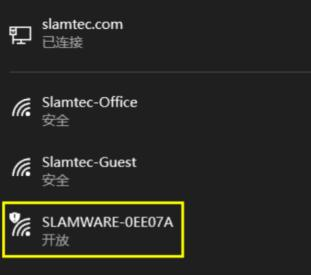 slamtec.com
已连接
Slamtec-Office
安全
Slamtec-Guest
安全
SLAMWARE-0EE07A
开放